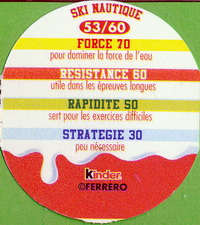 SKI NAUTIQUE
53/60
FORCE 70
pour dominer la force de l'eau
RESISTANCE 60
utile dans les épreuves longues
RAPIDITE 50
sert pour les exercices difficiles
STRATEGIE 30
peu nécessaire
Kinder
©FERRERO